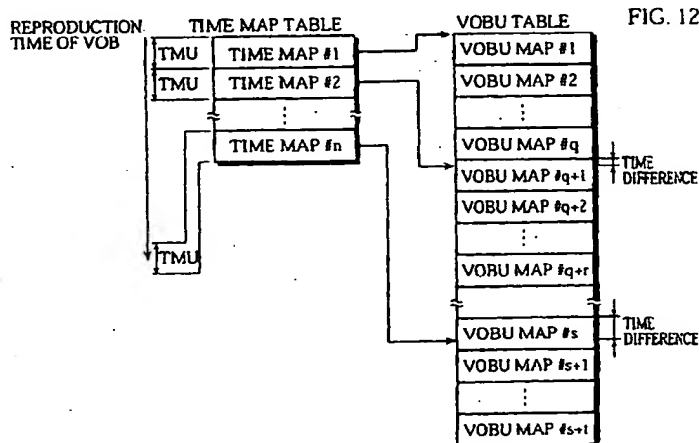 FIG. 12
REPRODUCTION
TIME OF VOB
TIME MAP TABLE
TMU
TIME MAP #1
TMU
TIME MAP #2
TIME MAP #n
TMU
VOBU TABLE
VOBU MAP #1
VOBU MAP #2
VOBU MAP #q
VOBU MAP #q+1
VOBU MAP #q+2
VOBU MAP #q+r
VOBU MAP #s
VOBU MAP #s+1
VOBU MAP #s+t
TIME
DIFFERENCE
TIME
DIFFERENCE